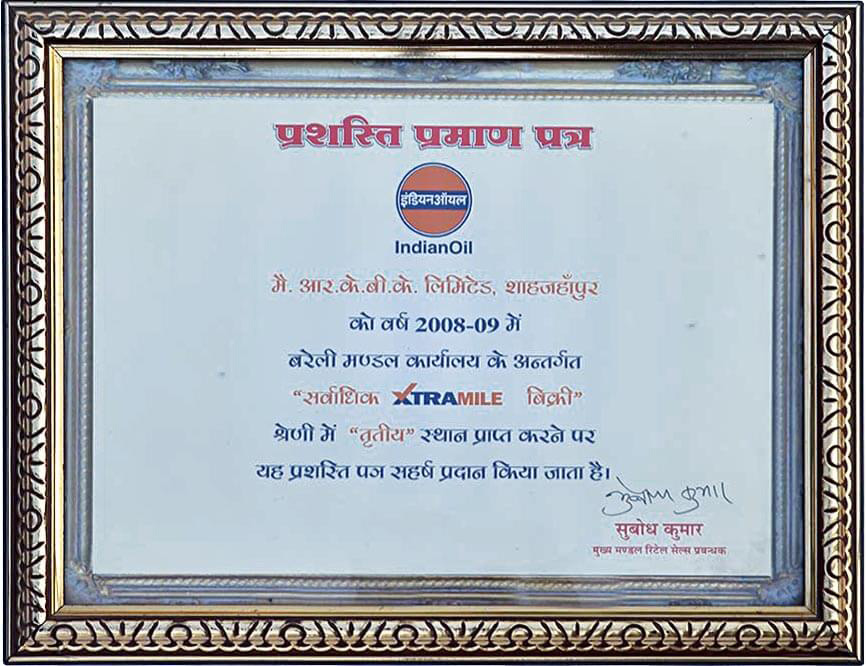 प्रशस्ति प्रमाण पत्र
इंडियनऑयल
IndianOil
मै. आर.के.बी.के. लिमिटेड, शाहजहाँपुर
को वर्ष 2008-09 में
बरेली मण्डल कार्यालय के अन्तर्गत
“सर्वाधिक XTRAMILE बिक्री”
श्रेणी में “तृतीय” स्थान प्राप्त करने पर
यह प्रशस्ति पत्र सहर्ष प्रदान किया जाता है।
सुबोध कुमार
सुबोध कुमार
मुख्य मण्डल रिटेल सेल्स प्रबन्धक